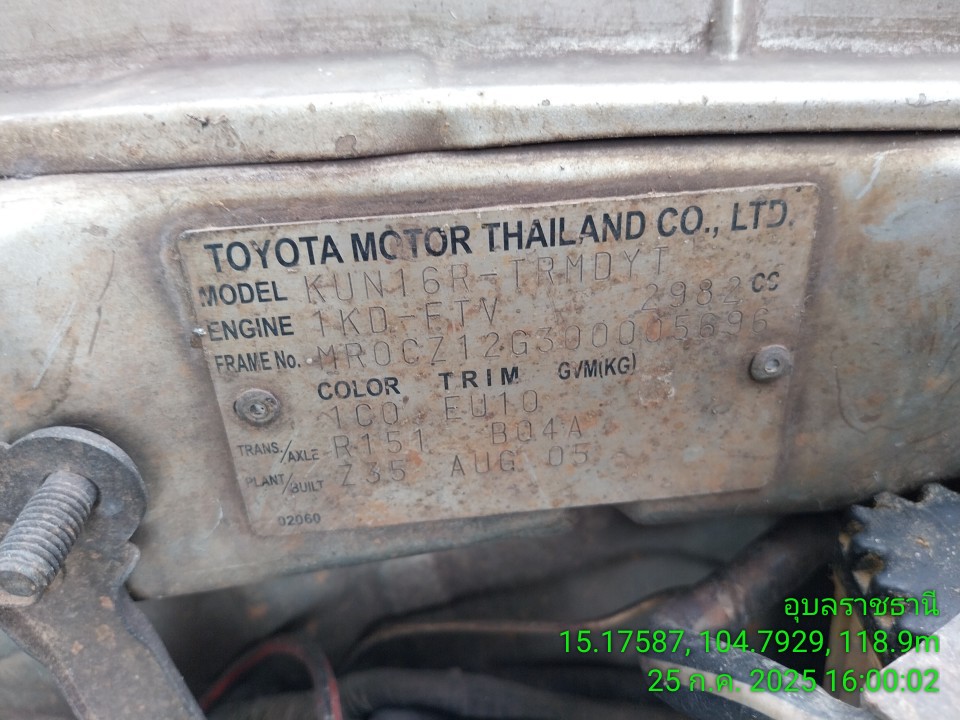 TOYOTA MOTOR THAILAND CO., LTD.
MODEL KUN16R-TRMDYT
ENGINE 1KD-FTV 2982 CC
FRAME No. MR0CZ12G300005696
COLOR TRIM GVM(KG)
1C0 EU10
TRANS./AXLE R151 B04A
PLANT/BUILT Z35 AUG 05
02060
อุบลราชธานี
15.17587, 104.7929, 118.9m
25 ก.ค. 2025 16:00:02